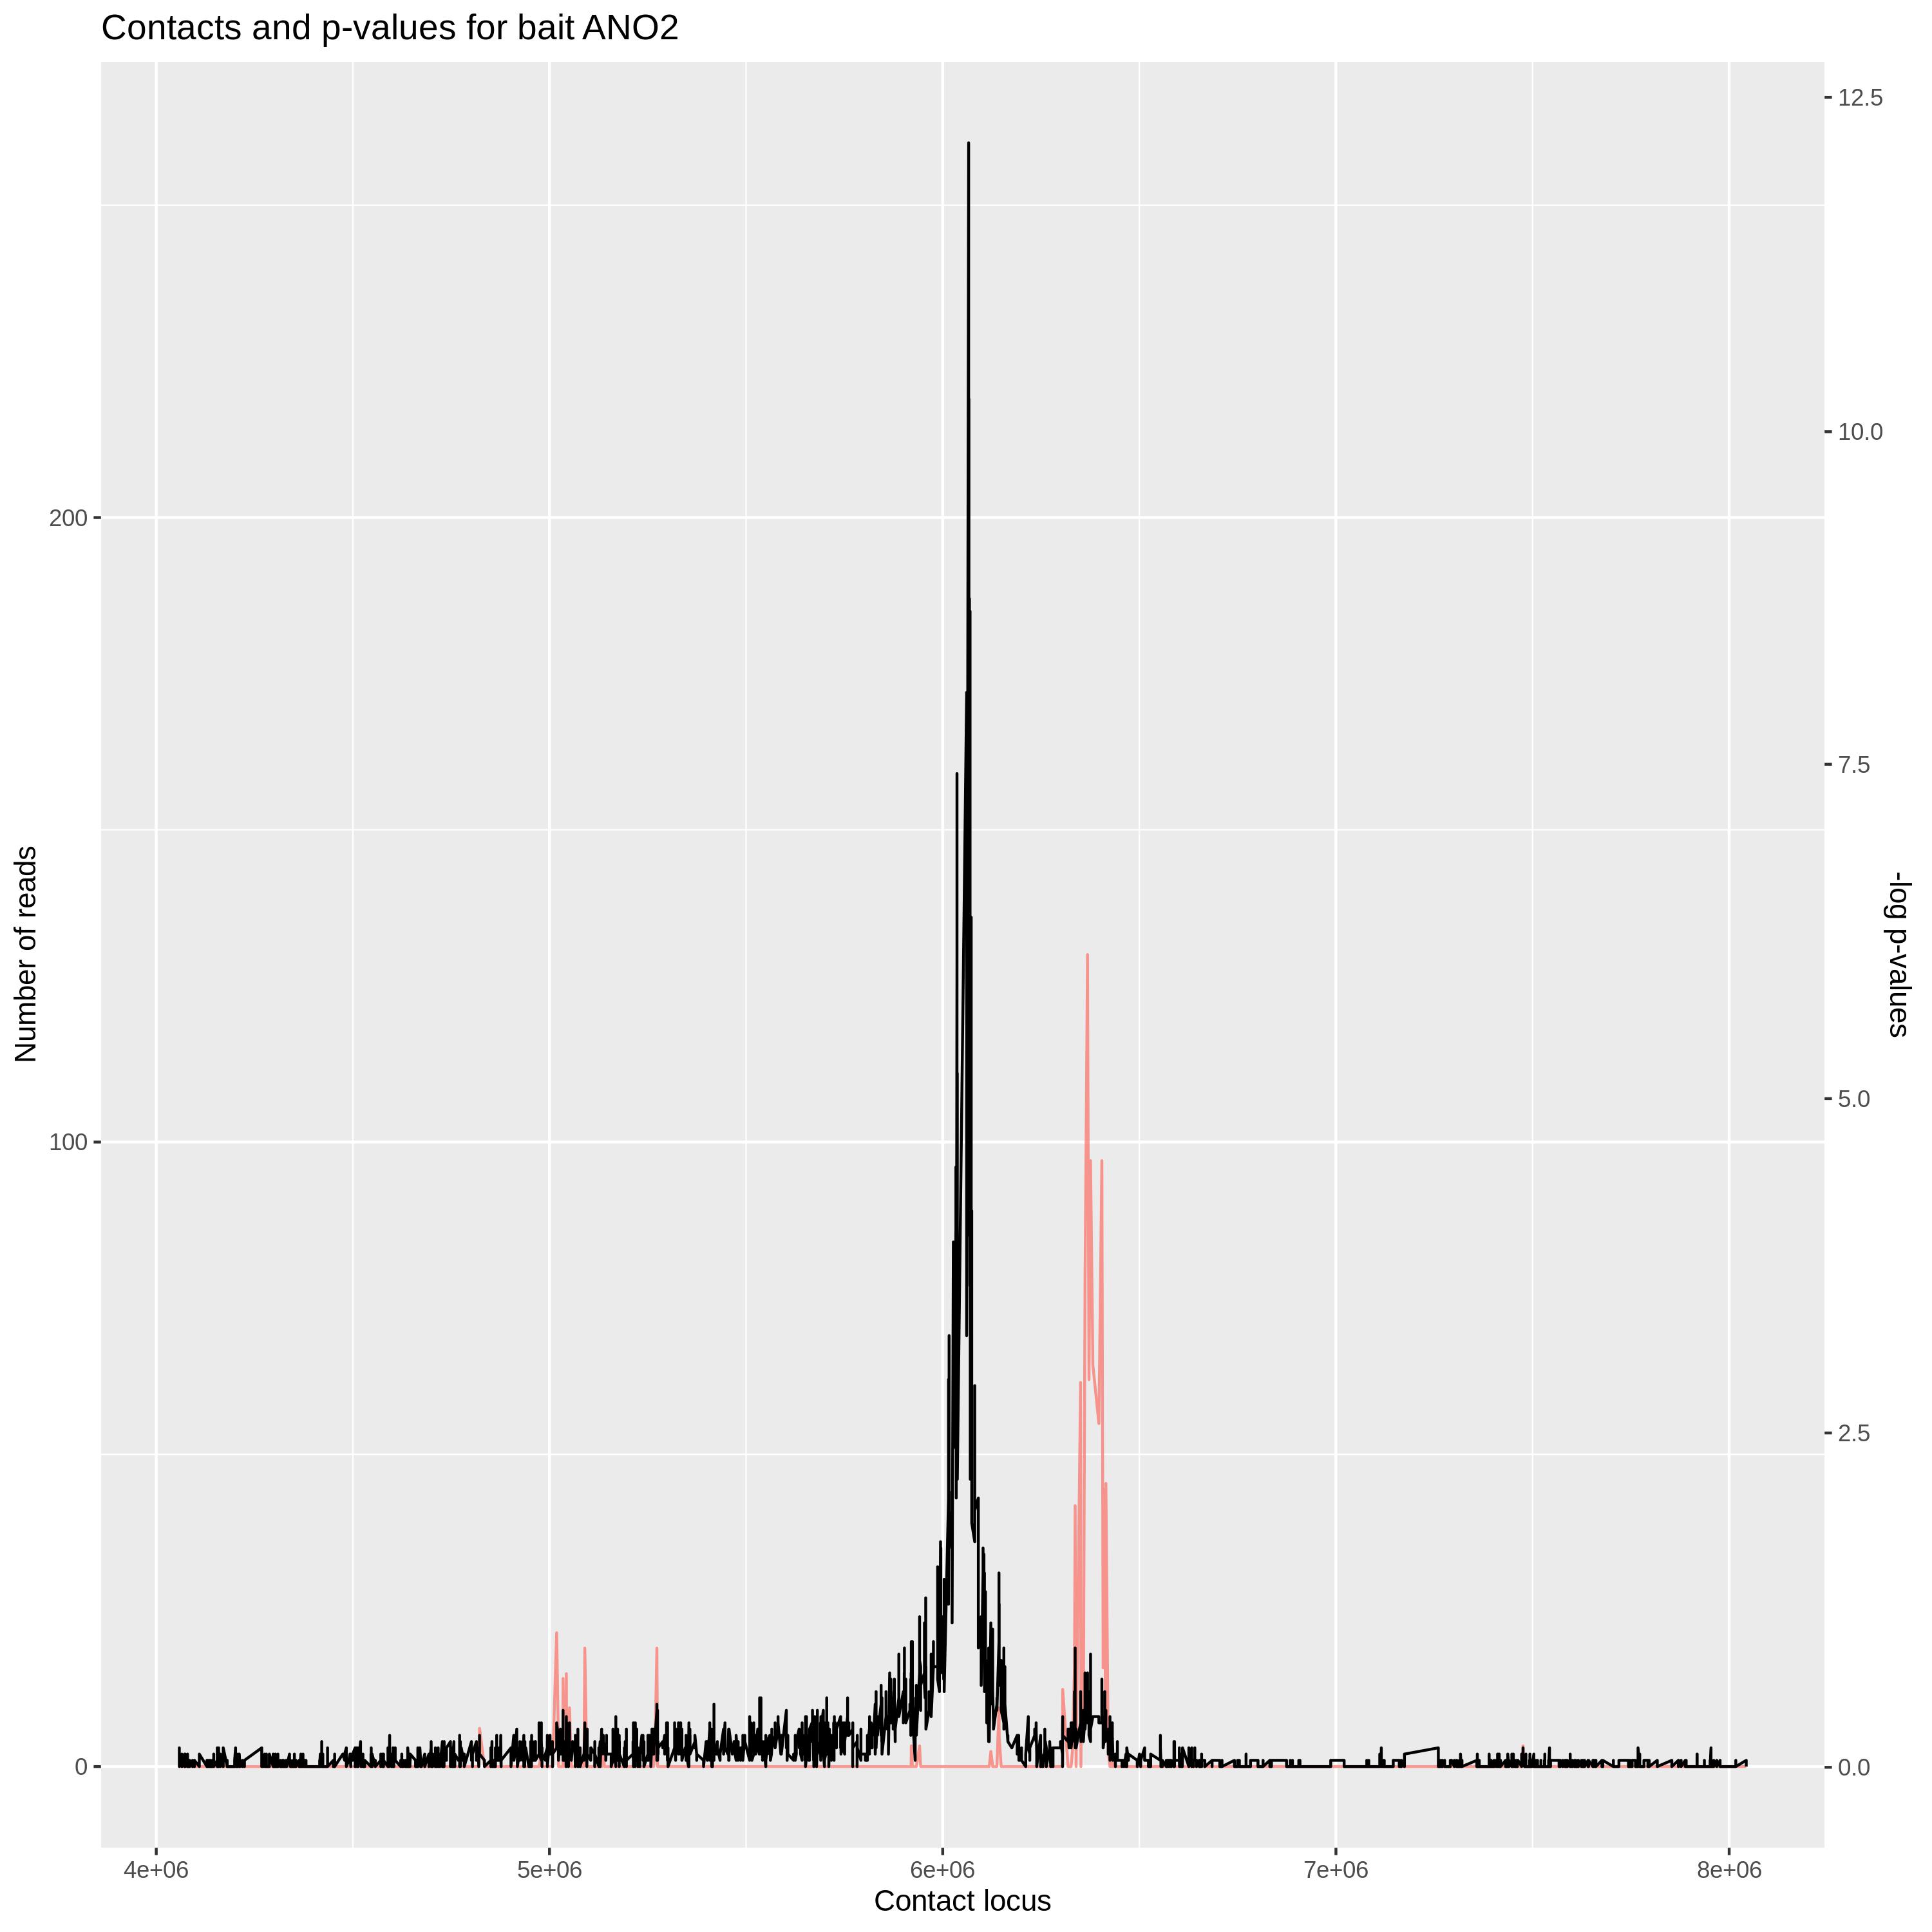 Contacts and p-values for bait ANO2
12.5
10.0
200
7.5
Number of reads
-log p-values
5.0
100
2.5
0
0.0
4e+06
5e+06
6e+06
7e+06
8e+06
Contact locus